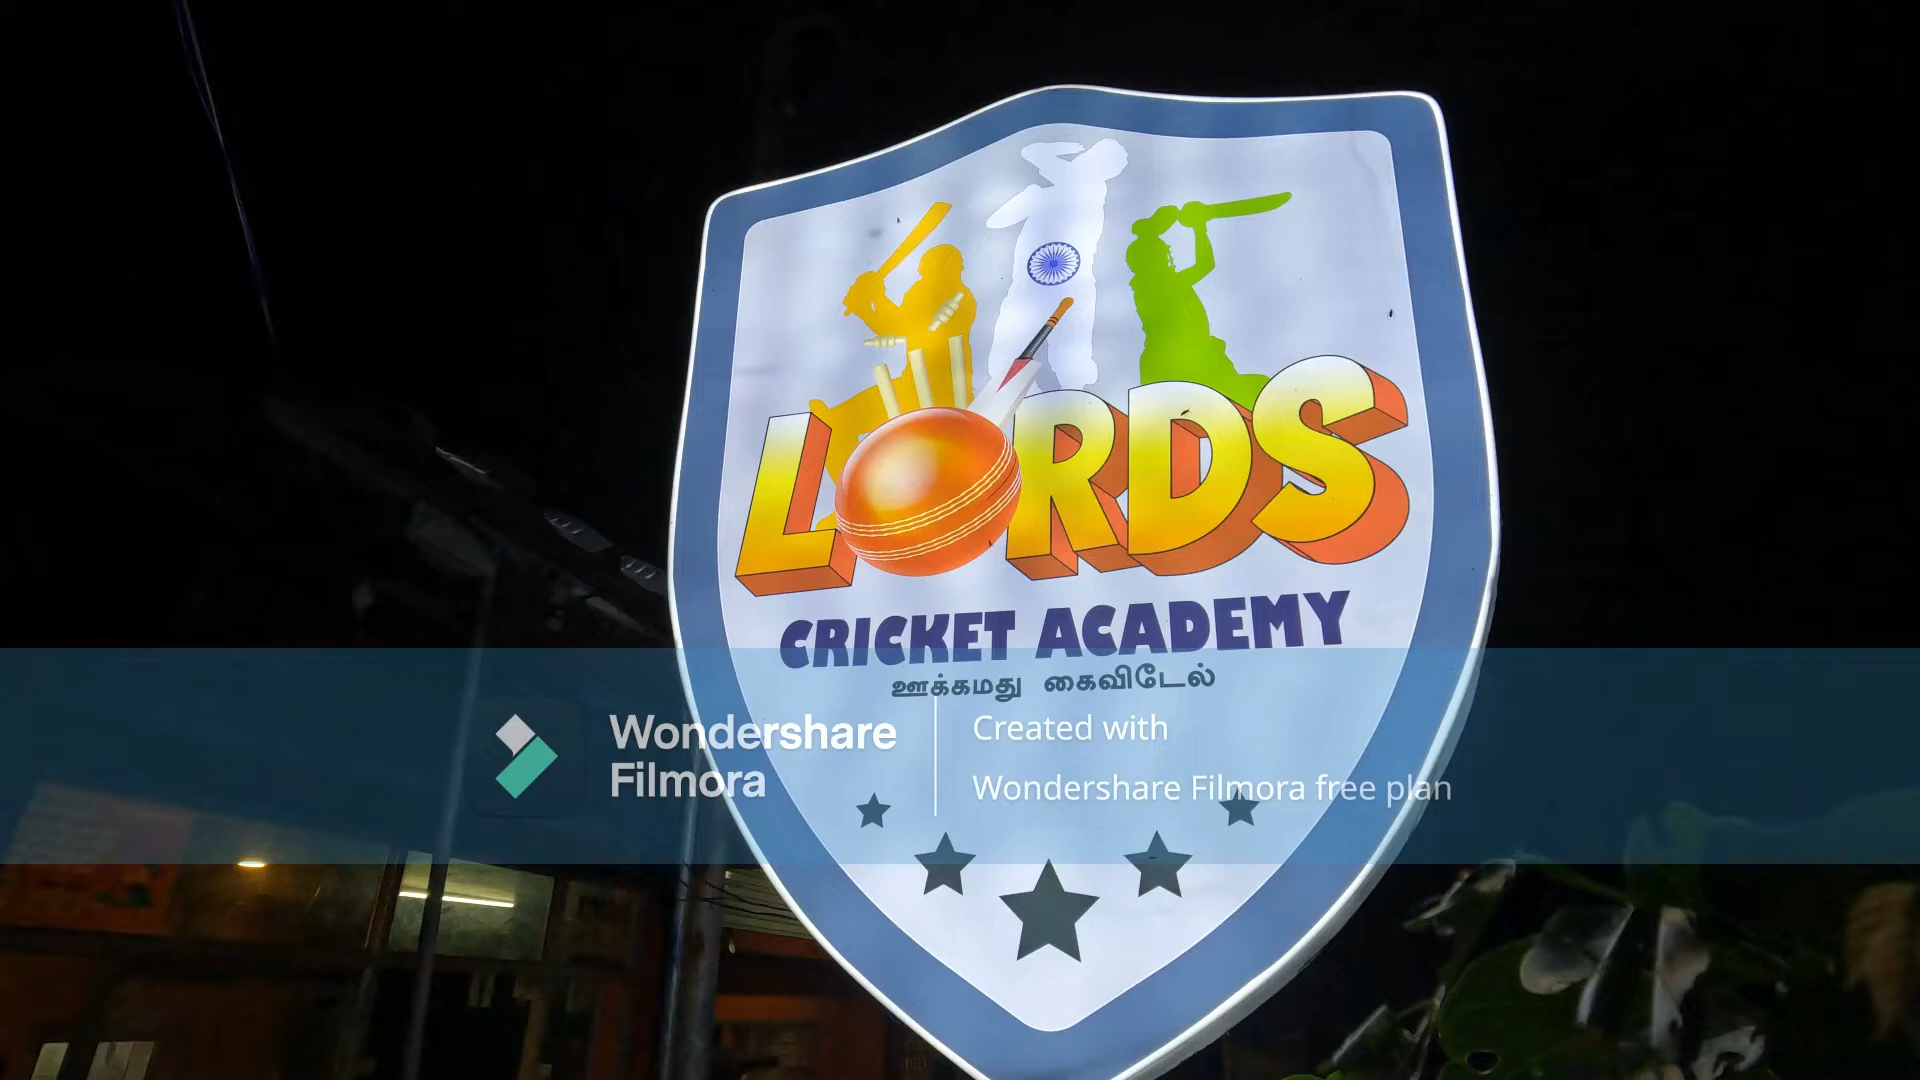 LORDS
CRICKET ACADEMY
ஊக்கமது கைவிடேல்
Wondershare
Filmora
Created with
Wondershare Filmora free plan